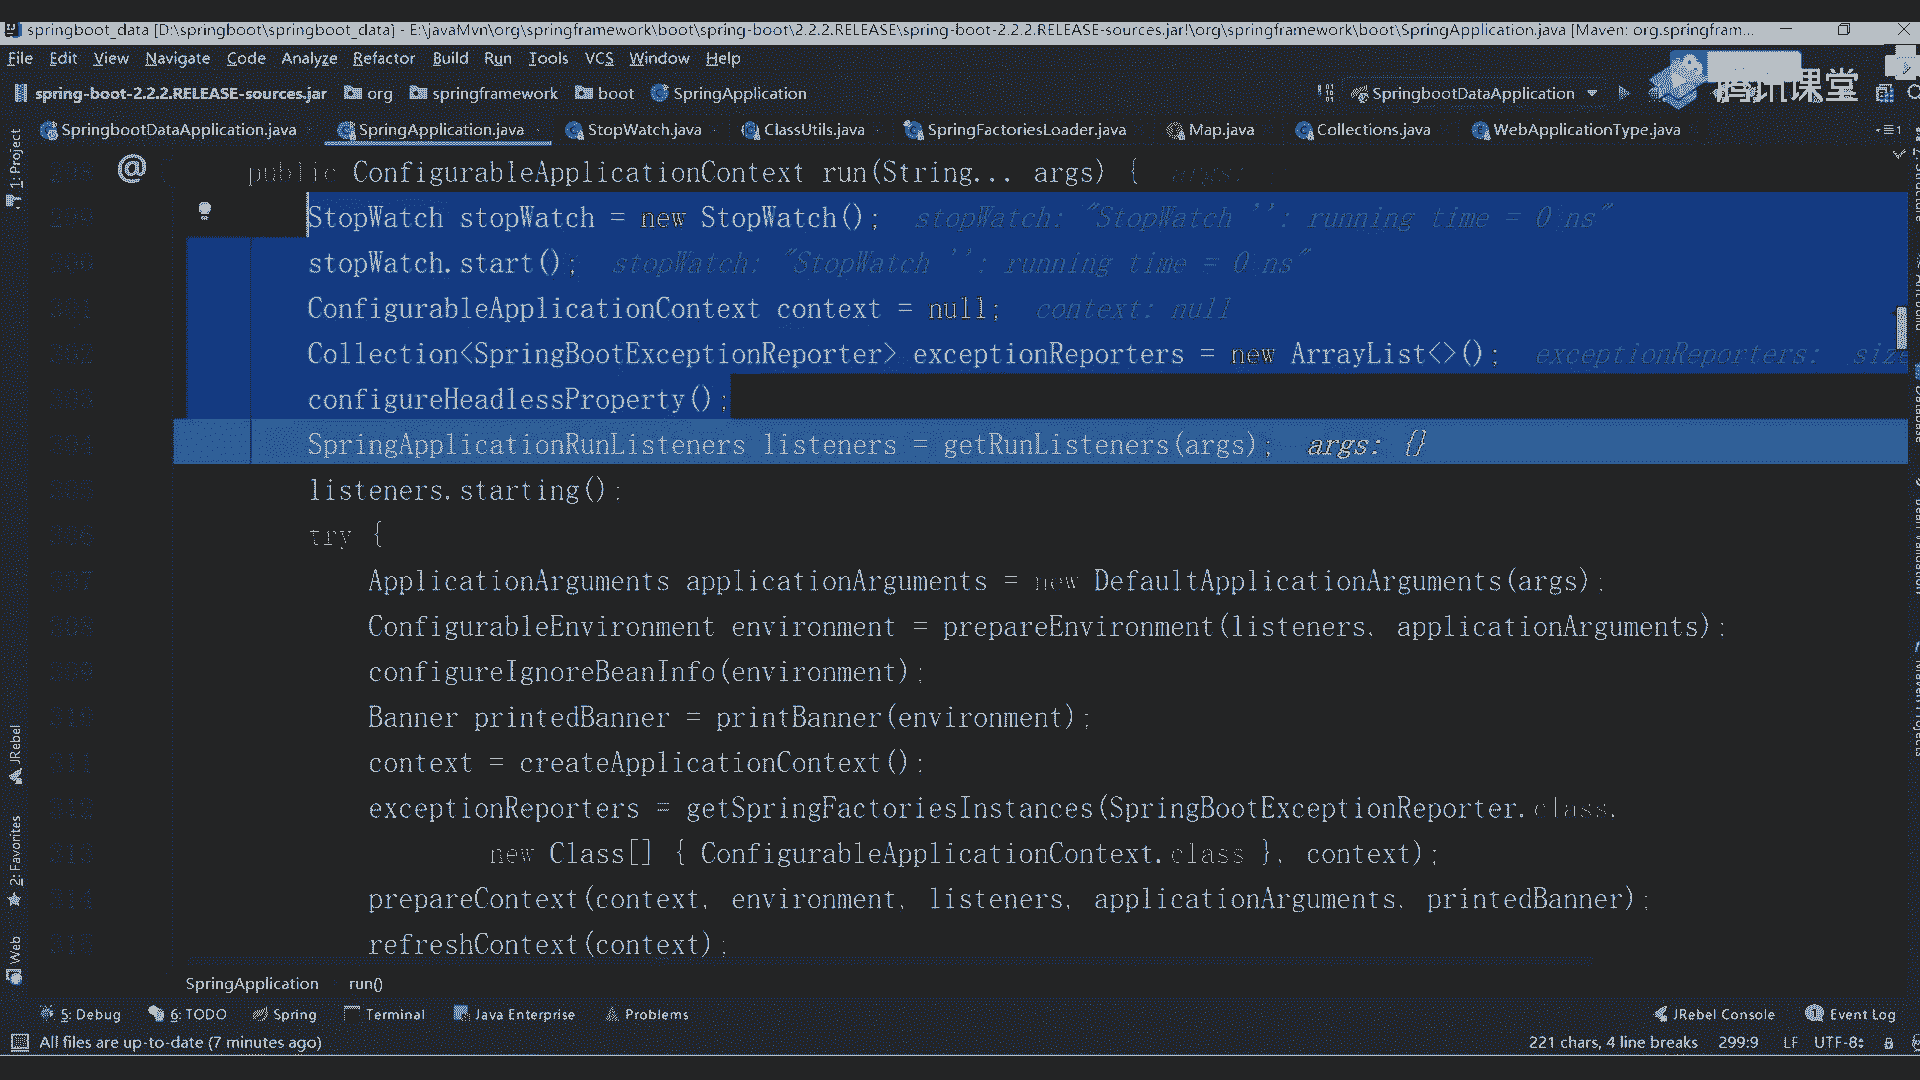 springboot_data [D:\springboot\springboot_data] - E:\javaMvn\org\springframework\boot\spring-boot\2.2.2.RELEASE\spring-boot-2.2.2.RELEASE-sources.jar!\org\springframework\boot\SpringApplication.java [Maven: org.springfram...
File Edit View Navigate Code Analyze Refactor Build Run Tools VCS Window Help
spring-boot-2.2.2.RELEASE-sources.jar org springframework boot SpringApplication SpringbootDataApplication 腾讯课堂
SpringbootDataApplication.java SpringApplication.java StopWatch.java ClassUtils.java SpringFactoriesLoader.java Map.java Collections.java WebApplicationType.java
1: Project
public ConfigurableApplicationContext run(String... args) { args:
StopWatch stopWatch = new StopWatch(); stopWatch: "StopWatch '': running time = 0 ns"
stopWatch.start(); stopWatch: "StopWatch '': running time = 0 ns"
ConfigurableApplicationContext context = null; context: null
Collection<SpringBootExceptionReporter> exceptionReporters = new ArrayList<>(); exceptionReporters: size
configureHeadlessProperty();
SpringApplicationRunListeners listeners = getRunListeners(args); args: {}
listeners.starting();
try {
ApplicationArguments applicationArguments = new DefaultApplicationArguments(args);
ConfigurableEnvironment environment = prepareEnvironment(listeners, applicationArguments);
configureIgnoreBeanInfo(environment);
Banner printedBanner = printBanner(environment);
context = createApplicationContext();
exceptionReporters = getSpringFactoriesInstances(SpringBootExceptionReporter.class,
new Class[] { ConfigurableApplicationContext.class }, context);
prepareContext(context, environment, listeners, applicationArguments, printedBanner);
refreshContext(context);
JRebel
2: Favorites
Web
SpringApplication run()
5: Debug 6: TODO Spring Terminal Java Enterprise Problems JRebel Console Event Log
All files are up-to-date (7 minutes ago) 221 chars, 4 line breaks 299:9 LF UTF-8